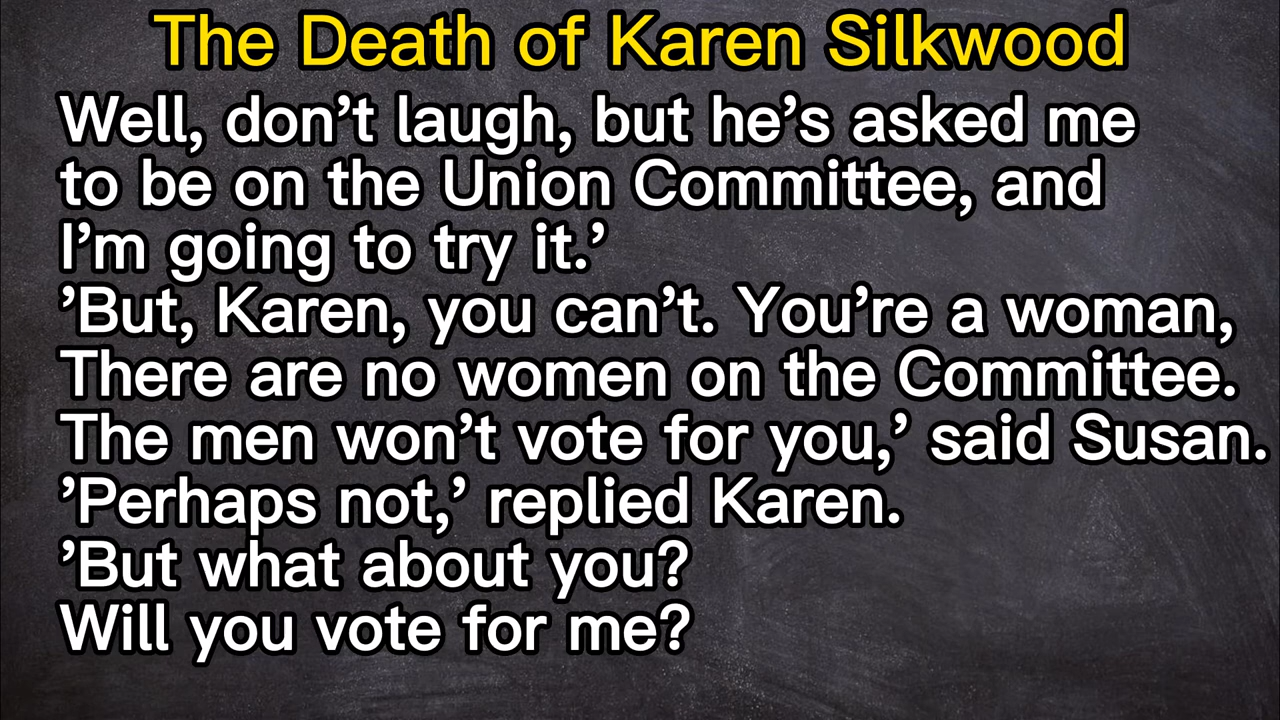 The Death of Karen Silkwood
Well, don’t laugh, but he’s asked me
to be on the Union Committee, and
I’m going to try it.’
’But, Karen, you can’t. You’re a woman,
There are no women on the Committee.
The men won’t vote for you,’ said Susan.
’Perhaps not,’ replied Karen.
’But what about you?
Will you vote for me?